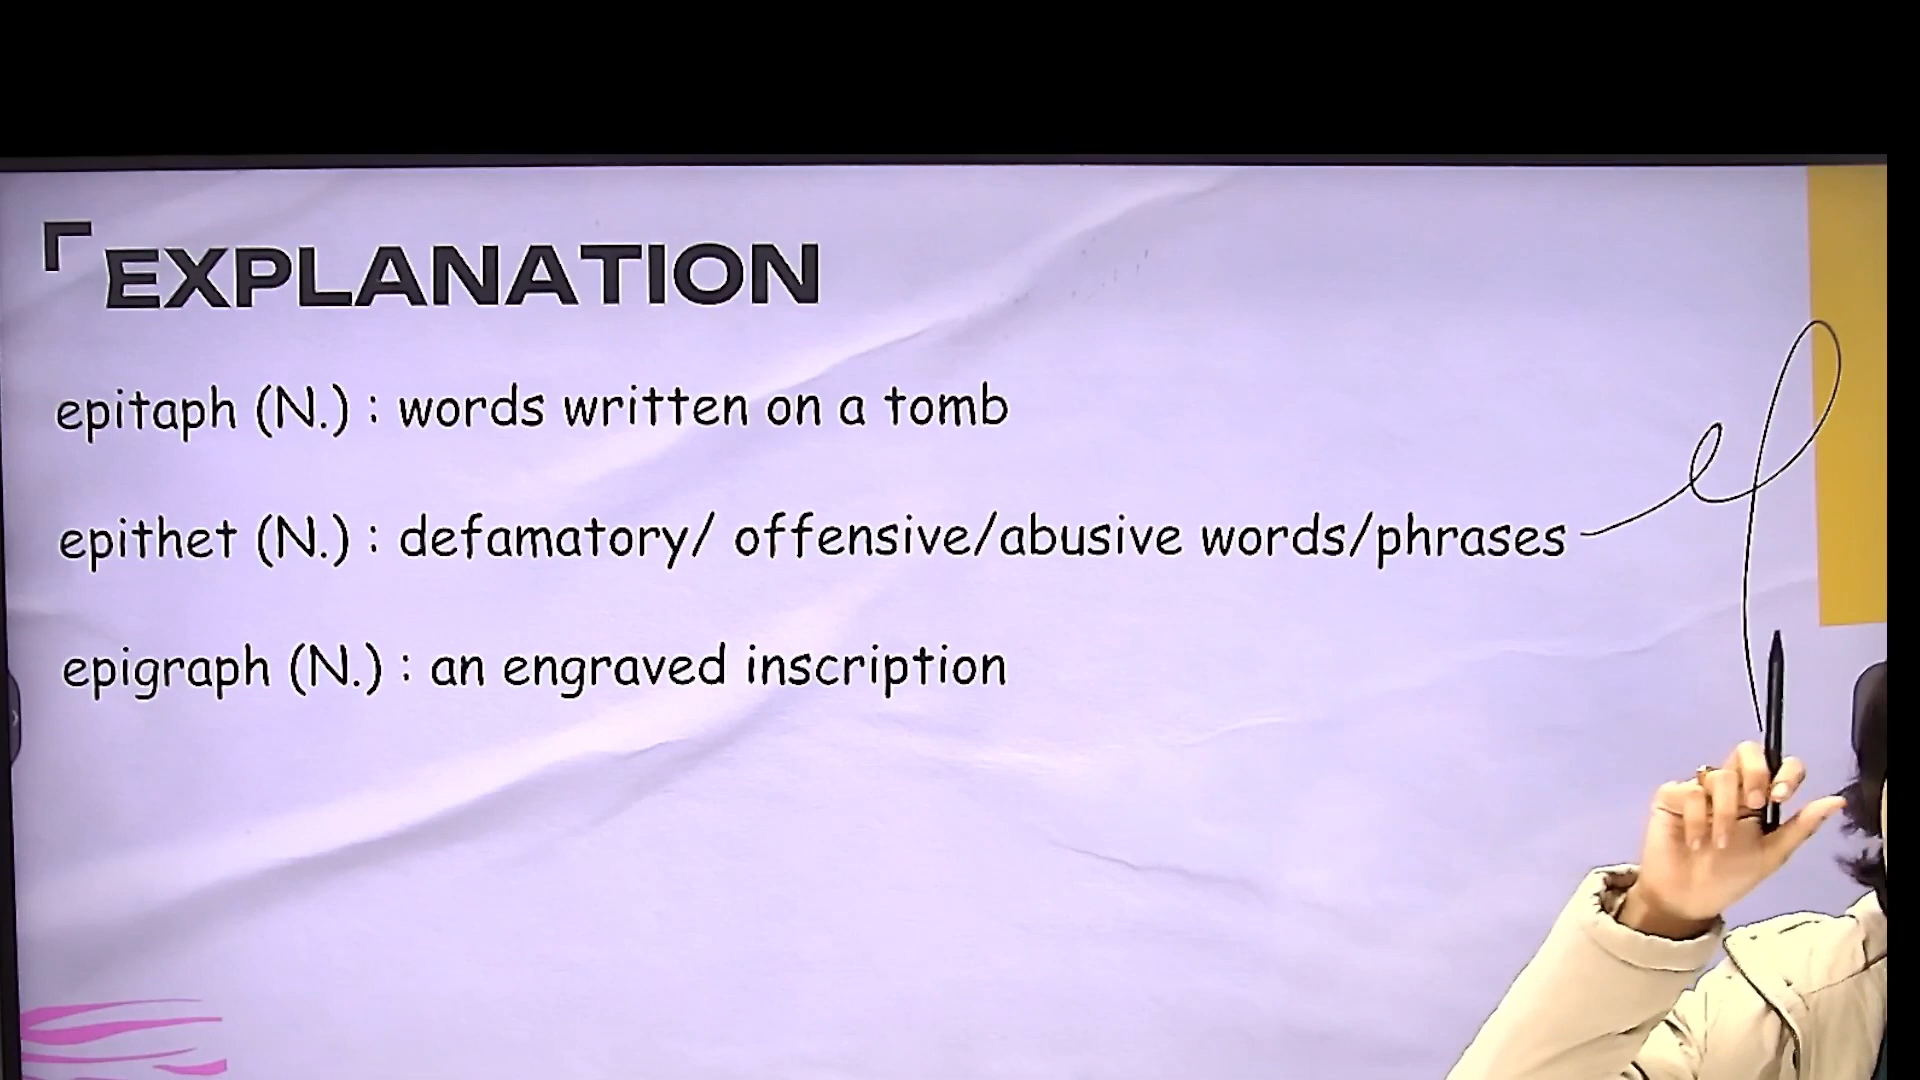 EXPLANATION
epitaph (N.) : words written on a tomb
epithet (N.) : defamatory/ offensive/abusive words/phrases
epigraph (N.) : an engraved inscription